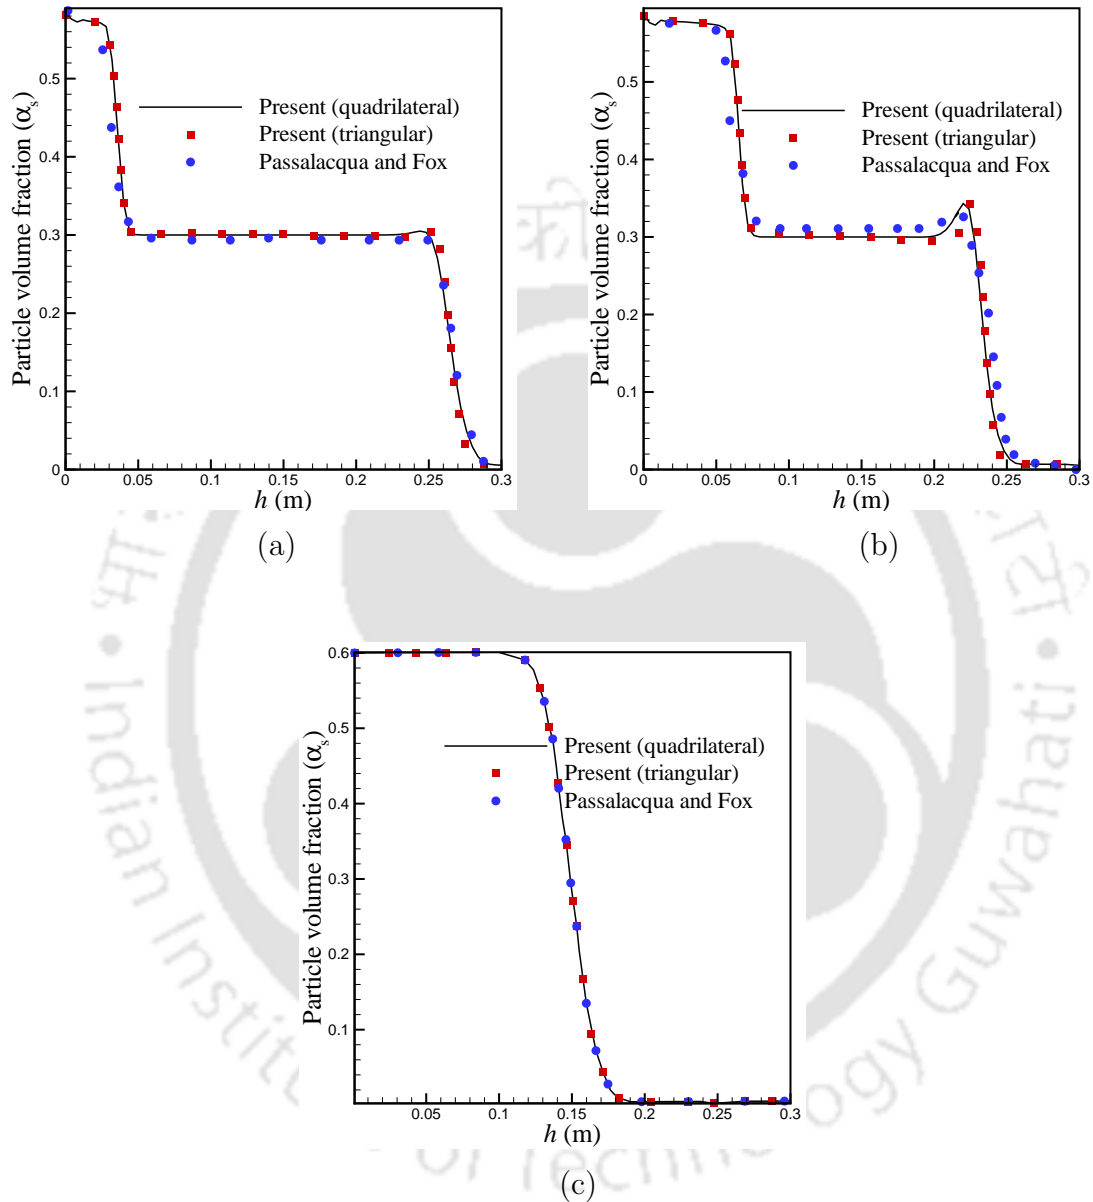 Particle volume fraction (αs)
0.5
0.4
0.3
0.2
0.1
0
Present (quadrilateral)
Present (triangular)
Passalacqua and Fox
0 0.05 0.1 0.15 0.2 0.25 0.3
h (m)
(a)
Particle volume fraction (αs)
0.5
0.4
0.3
0.2
0.1
0
Present (quadrilateral)
Present (triangular)
Passalacqua and Fox
0 0.05 0.1 0.15 0.2 0.25 0.3
h (m)
(b)
Particle volume fraction (αs)
0.6
0.5
0.4
0.3
0.2
0.1
Present (quadrilateral)
Present (triangular)
Passalacqua and Fox
0.05 0.1 0.15 0.2 0.25 0.3
h (m)
(c)
Indian Institute of Technology Guwahati